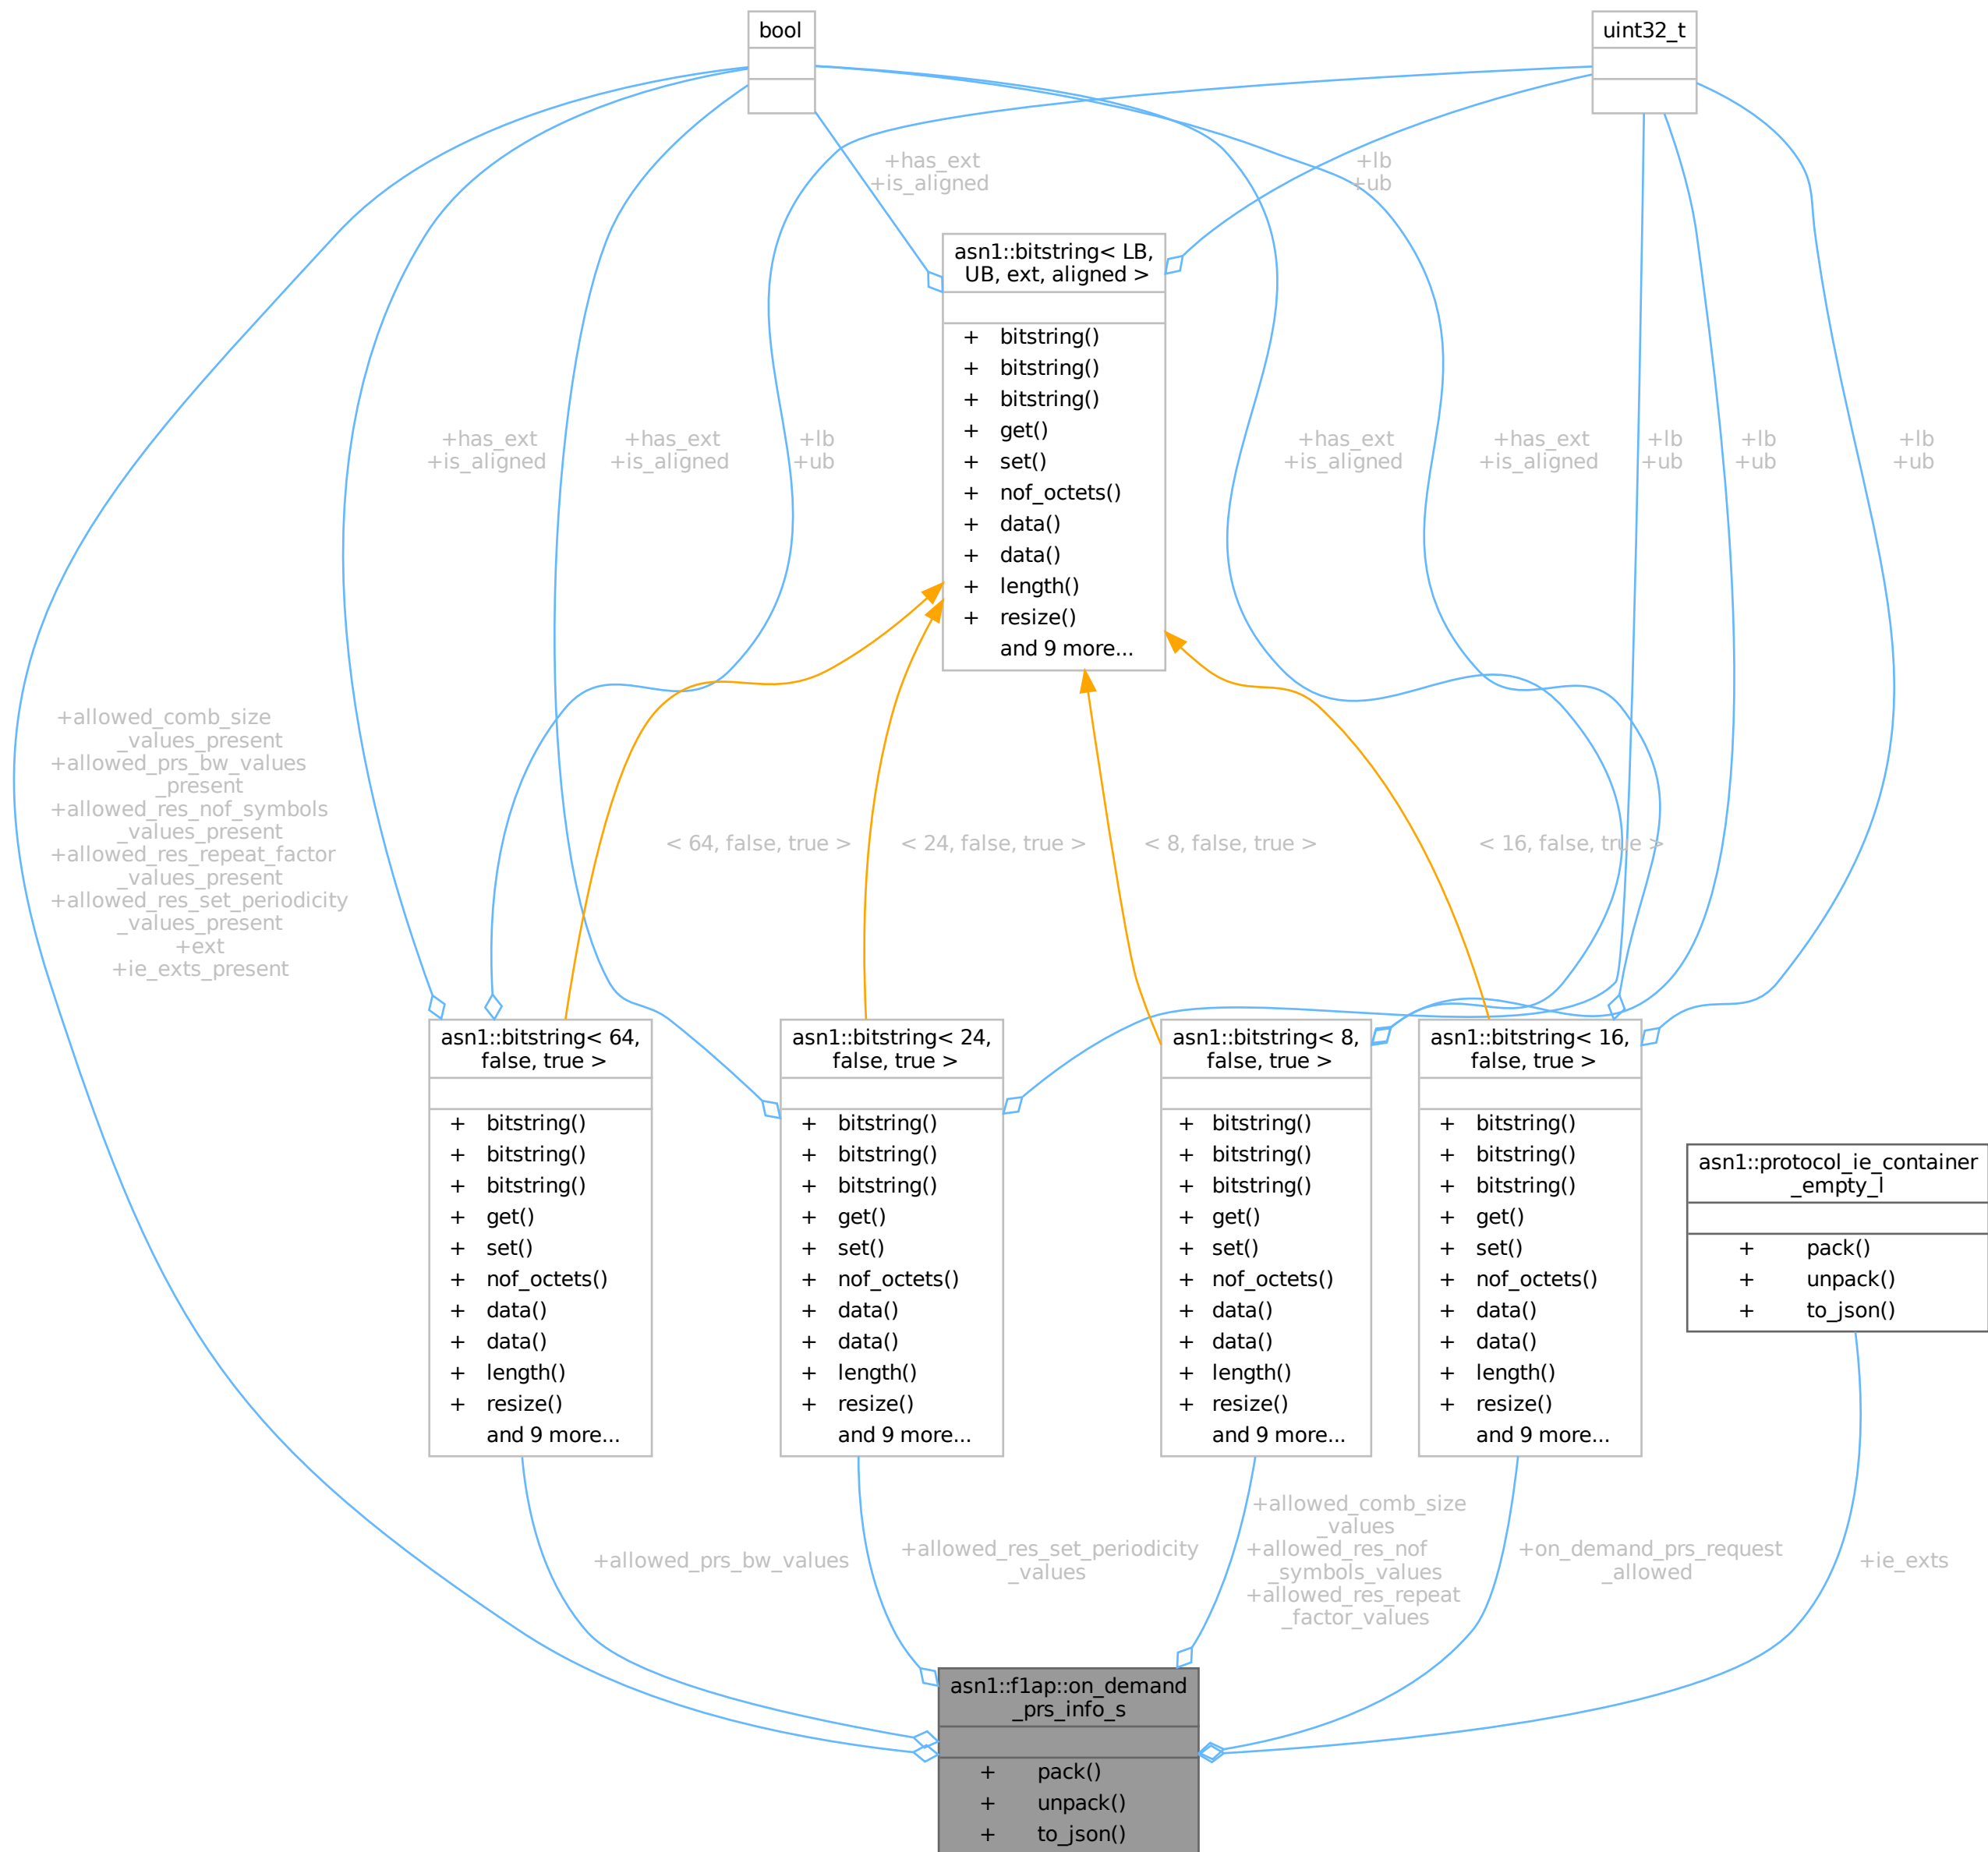 bool
uint32_t
+has_ext
+is_aligned
+lb
+ub
asn1::bitstring< LB,
UB, ext, aligned >
+ bitstring()
+ bitstring()
+ bitstring()
+ get()
+ set()
+ nof_octets()
+ data()
+ data()
+ length()
+ resize()
and 9 more...
+has_ext
+is_aligned
+has_ext
+is_aligned
+lb
+ub
+has_ext
+is_aligned
+has_ext
+is_aligned
+lb
+ub
+lb
+ub
+lb
+ub
+allowed_comb_size
_values_present
+allowed_prs_bw_values
_present
+allowed_res_nof_symbols
_values_present
+allowed_res_repeat_factor
_values_present
+allowed_res_set_periodicity
_values_present
+ext
+ie_exts_present
< 64, false, true >
< 24, false, true >
< 8, false, true >
< 16, false, true >
asn1::bitstring< 64,
false, true >
+ bitstring()
+ bitstring()
+ bitstring()
+ get()
+ set()
+ nof_octets()
+ data()
+ data()
+ length()
+ resize()
and 9 more...
asn1::bitstring< 24,
false, true >
+ bitstring()
+ bitstring()
+ bitstring()
+ get()
+ set()
+ nof_octets()
+ data()
+ data()
+ length()
+ resize()
and 9 more...
asn1::bitstring< 8,
false, true >
+ bitstring()
+ bitstring()
+ bitstring()
+ get()
+ set()
+ nof_octets()
+ data()
+ data()
+ length()
+ resize()
and 9 more...
asn1::bitstring< 16,
false, true >
+ bitstring()
+ bitstring()
+ bitstring()
+ get()
+ set()
+ nof_octets()
+ data()
+ data()
+ length()
+ resize()
and 9 more...
asn1::protocol_ie_container
_empty_l
+ pack()
+ unpack()
+ to_json()
+allowed_prs_bw_values
+allowed_res_set_periodicity
_values
+allowed_comb_size
_values
+allowed_res_nof
_symbols_values
+allowed_res_repeat
_factor_values
+on_demand_prs_request
_allowed
+ie_exts
asn1::f1ap::on_demand
_prs_info_s
+ pack()
+ unpack()
+ to_json()